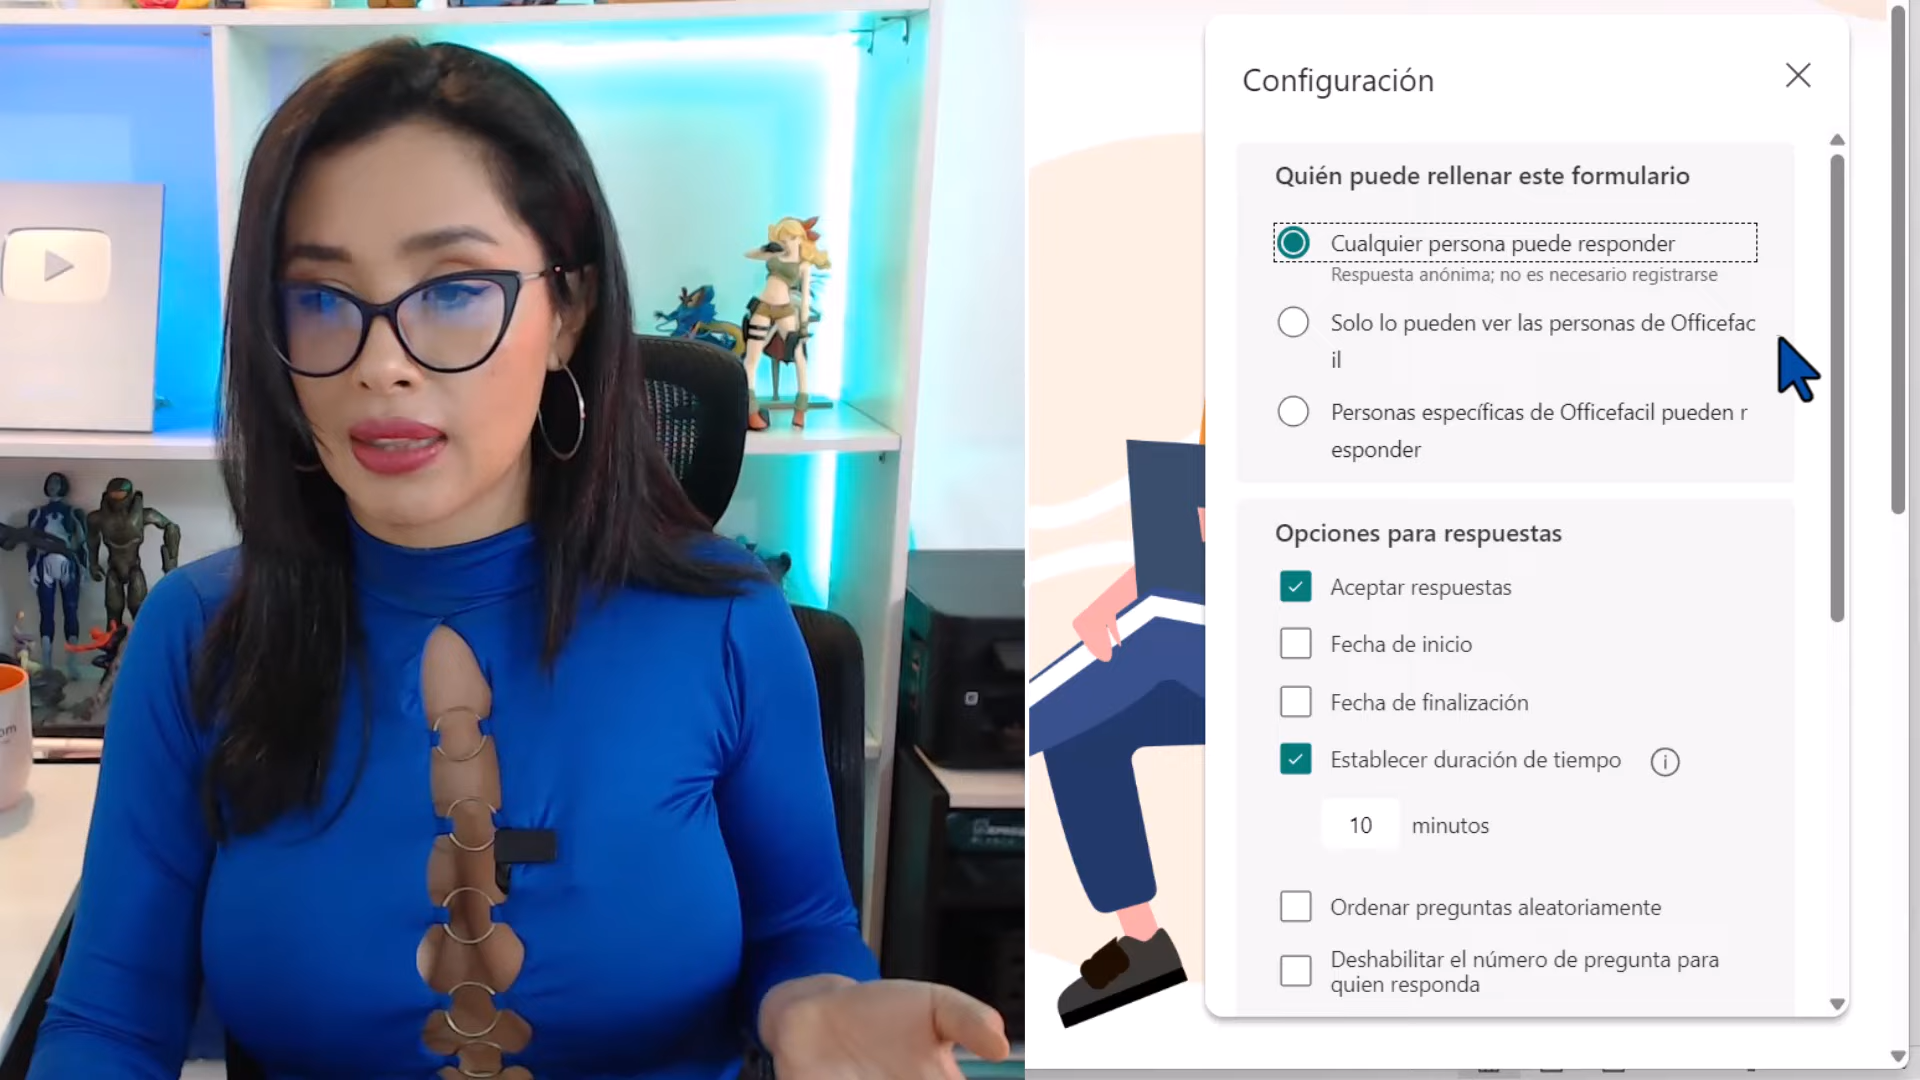 Configuración
Quién puede rellenar este formulario
Cualquier persona puede responder
Respuesta anónima; no es necesario registrarse
Solo lo pueden ver las personas de Officefac
il
Personas específicas de Officefacil pueden r
esponder
Opciones para respuestas
Aceptar respuestas
Fecha de inicio
Fecha de finalización
Establecer duración de tiempo
10 minutos
Ordenar preguntas aleatoriamente
Deshabilitar el número de pregunta para
quien responda